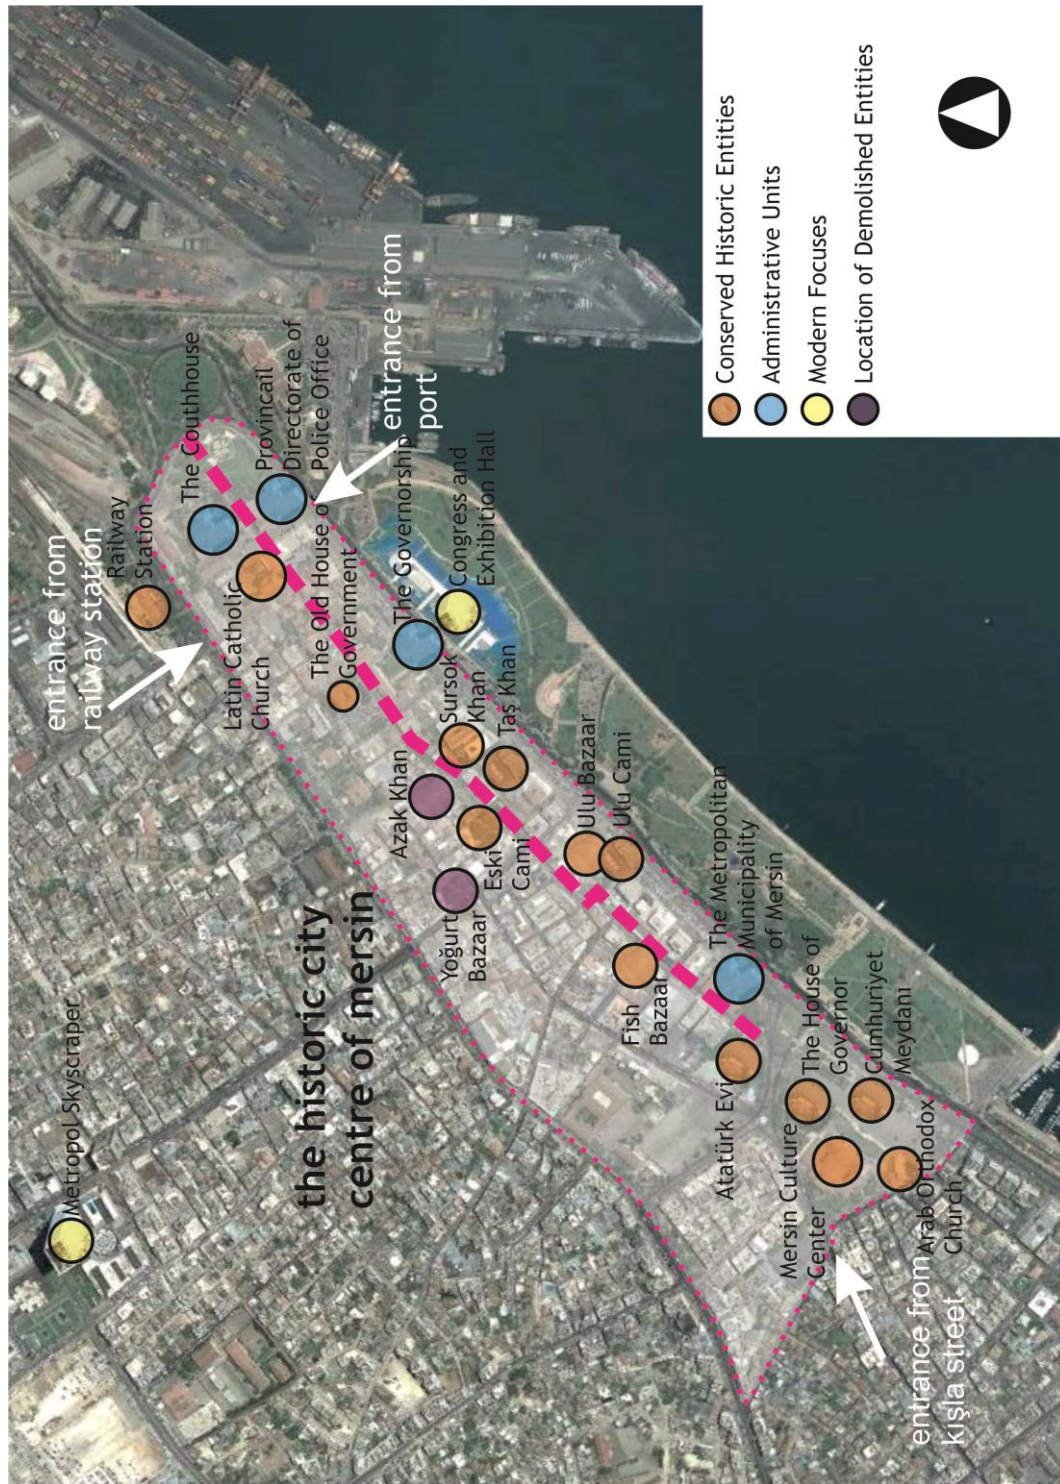 Metropol Skyscraper
entrance from
railway station
Railway
Station
The Couthhouse
Provincail
Directorate of
Police Office
entrance from
port
Latin Catholic
Church
The Old House of
Government
The Governorship
Congress and
Exhibition Hall
the historic city
centre of mersin
Azak Khan
Sursok
Khan
Taş Khan
Yoğurt
Bazaar
Eski
Cami
Ulu Bazaar
Ulu Cami
Fish
Bazaar
The Metropolitan
Municipality
of Mersin
Atatürk Evi
The House of
Governor
Cumhuriyet
Meydanı
Mersin Culture
Center
Arab Orthodox
Church
entrance from
kışla street
Conserved Historic Entities
Administrative Units
Modern Focuses
Location of Demolished Entities